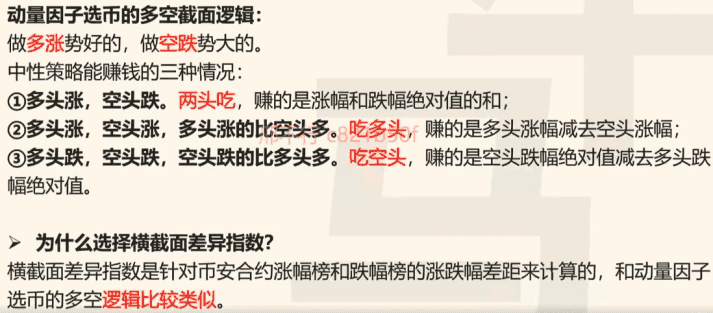 动量因子选币的多空截面逻辑：
做多涨势好的，做空跌势大的。
中性策略能赚钱的三种情况：
①多头涨，空头跌。两头吃，赚的是涨幅和跌幅绝对值的和；
②多头涨，空头涨，多头涨的比空头多。吃多头，赚的是多头涨幅减去空头涨幅；
③多头跌，空头跌，空头跌的比多头多。吃空头，赚的是空头跌幅绝对值减去多头跌
幅绝对值。
➢ 为什么选择横截面差异指数？
横截面差异指数是针对币安合约涨幅榜和跌幅榜的涨跌幅差距来计算的，和动量因子
选币的多空逻辑比较类似。